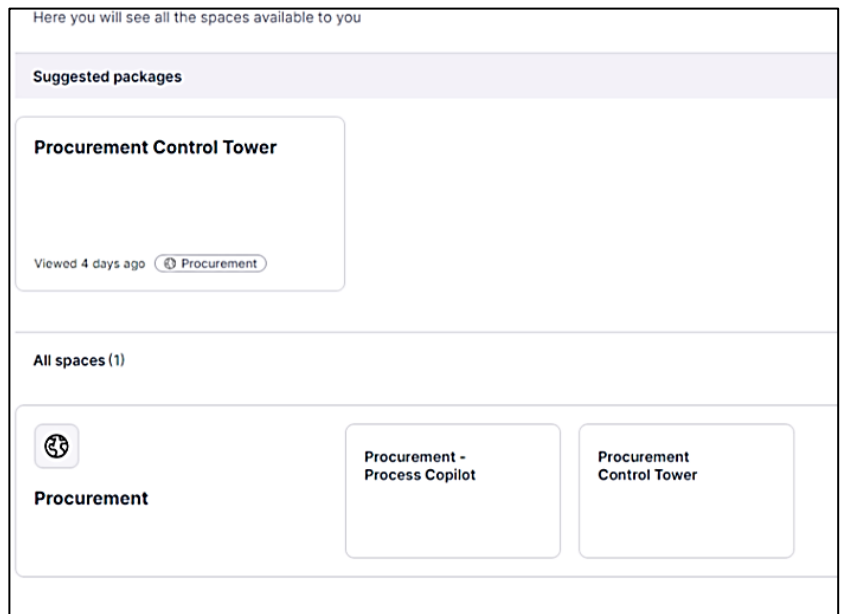 Here you will see all the spaces available to you
Suggested packages
Procurement Control Tower
Viewed 4 days ago Procurement
All spaces (1)
Procurement
Procurement -
Process Copilot
Procurement
Control Tower